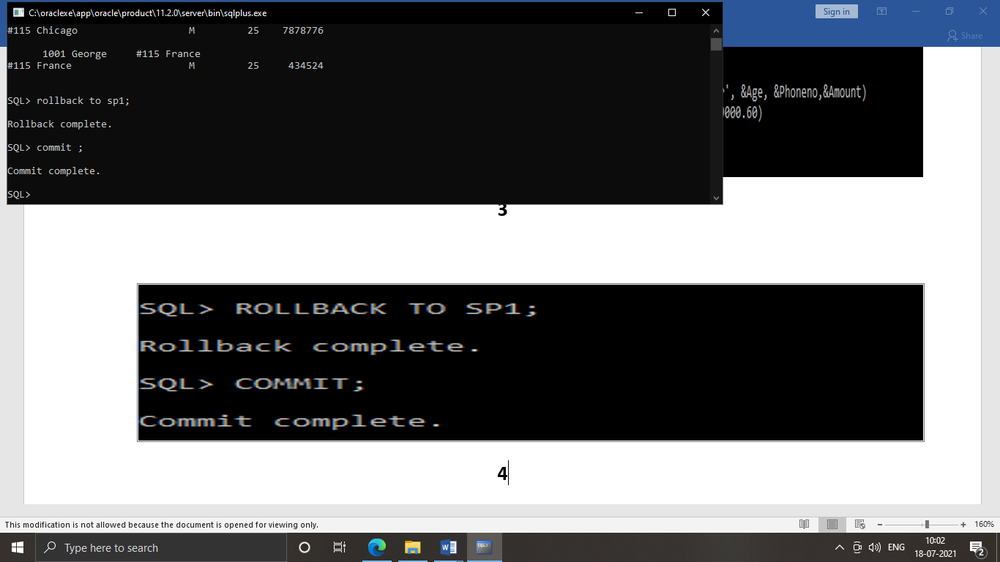 C:\oraclexe\app\oracle\product\11.2.0\server\bin\sqlplus.exe
Sign in
Share
#115 Chicago M 25 7878776
1001 George #115 France
#115 France M 25 434524
SQL> rollback to sp1;
Rollback complete.
SQL> commit ;
Commit complete.
SQL>
', &Age, &Phoneno,&Amount)
000.60)
3
SQL> ROLLBACK TO SP1;
Rollback complete.
SQL> COMMIT;
Commit complete.
4
This modification is not allowed because the document is opened for viewing only.
160%
Type here to search
ENG
10:02
18-07-2021
2